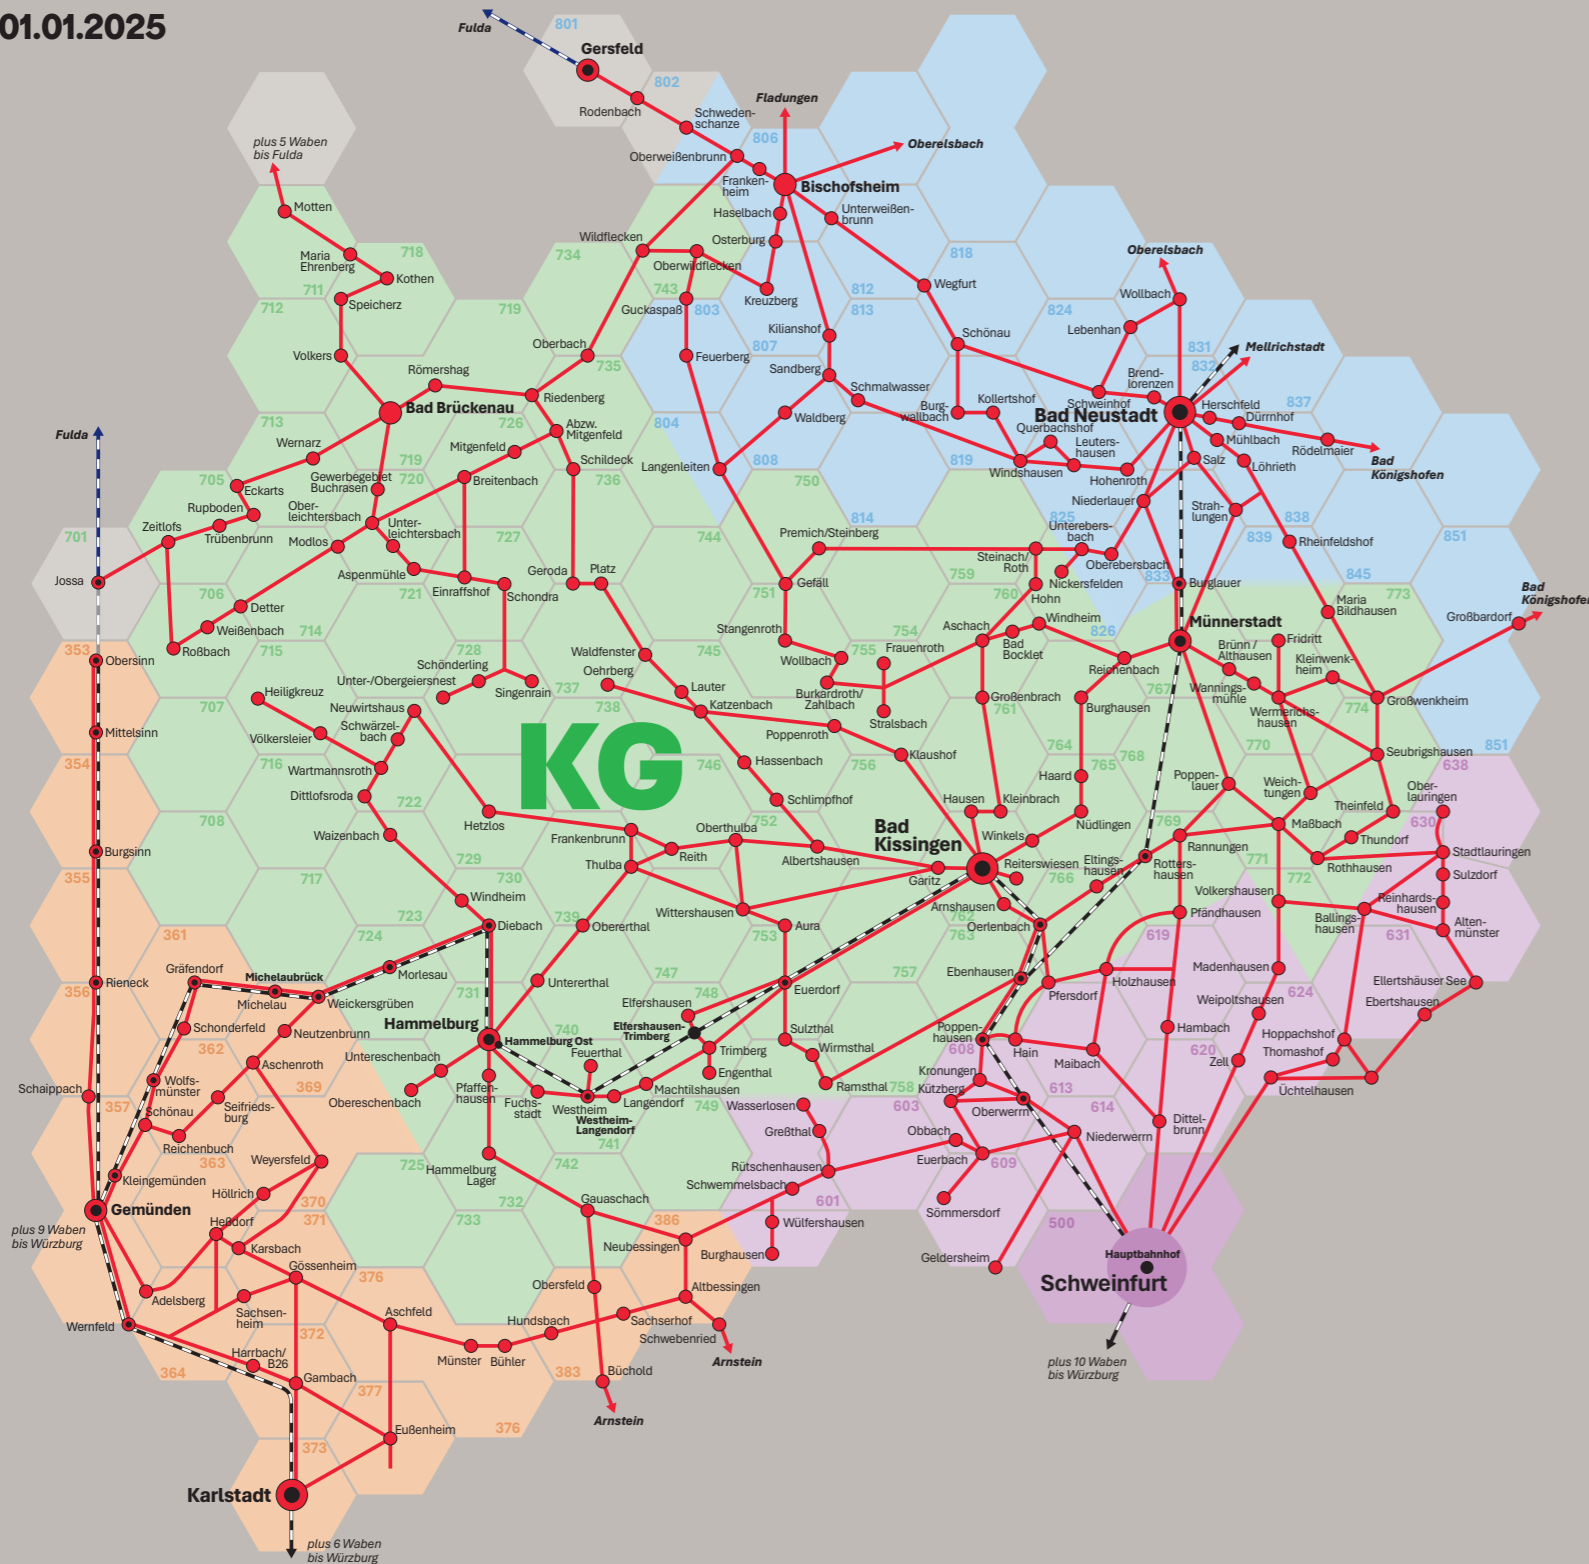 01.01.2025
Fulda
801
Gersfeld
802
Rodenbach
Schweden-
schanze
Fladungen
806
Oberelsbach
plus 5 Waben
bis Fulda
Oberweißenbrunn
Franken-
heim
Bischofsheim
Motten
Haselbach
Unterweißen-
brunn
Wildflecken
Osterburg
Maria
Ehrenberg
718
734
Oberwildflecken
818
Oberelsbach
Kothen
711
743
Kreuzberg
812
Wegfurt
Wollbach
712
Speicherz
719
Guckaspaß
803
813
824
Kilianshof
Schönau
Lebenhan
831
Mellrichstadt
Volkers
Oberbach
735
Feuerberg
807
832
Römershag
Sandberg
Brend-
lorenzen
Schmalwasser
Kollertshof
Schweinhof
837
Bad Brückenau
Riedenberg
Burg-
wallbach
Bad Neustadt
Herschfeld
Dürrnhof
713
726
Abzw.
Mitgenfeld
804
Waldberg
Querbachshof
Mühlbach
Fulda
Wernarz
Mitgenfeld
Leuters-
hausen
Rödelmaier
719
Schildeck
Langenleiten
808
819
Windshausen
Salz
Löhrieth
Bad
Königshofen
705
Gewerbegebiet
Buchrasen
720
Breitenbach
736
750
Hohenroth
Eckarts
Niederlauer
Rupboden
Ober-
leichtersbach
814
825
Strah-
lungen
838
Zeitlofs
Trübenbrunn
Unter-
leichtersbach
744
Premich/Steinberg
Unterebers-
bach
839
Rheinfeldshof
851
701
Modlos
727
Steinach/
Roth
Oberebersbach
Jossa
Aspenmühle
Geroda
Platz
759
Nickersfelden
833
845
Einraffshof
Schondra
Gefäll
Burglauer
Bad
Königshofen
706
Detter
721
751
760
Hohn
Maria
Bildhausen
773
Weißenbach
714
Stangenroth
754
Aschach
Windheim
826
Münnerstadt
Großbardorf
353
Roßbach
715
728
Waldfenster
745
755
Frauenroth
Bad
Bocklet
Brünn /
Althausen
Fridritt
Obersinn
Schönderling
Oehrberg
Wollbach
Reichenbach
Kleinwenk-
heim
Unter-/Obergeiersnest
Singenrain
737
Lauter
Burkardroth/
Zahlbach
Großenbrach
767
Wannings-
mühle
707
Heiligkreuz
Neuwirtshaus
738
Katzenbach
Stralsbach
761
Burghausen
Wermerichs-
hausen
774
Großwenkheim
Mittelsinn
Völkersleier
Schwärzel-
bach
KG
Poppenroth
Klaushof
764
768
770
Seubrigshausen
851
354
716
Wartmannsroth
746
Hassenbach
756
Haard
765
638
Dittlofsroda
722
Schlimpfhof
Poppen-
lauer
Weich-
tungen
Ober-
lauringen
708
Hetzlos
752
Hausen
Kleinbrach
Nüdlingen
Theinfeld
630
Waizenbach
Frankenbrunn
Oberthulba
Bad
Kissingen
Winkels
769
Maßbach
Thundorf
Burgsinn
729
Reith
Albertshausen
Rannungen
Stadtlauringen
355
717
730
Thulba
Garitz
Reiterswiesen
Eltings-
hausen
Rotters-
hausen
771
Rothhausen
Sulzdorf
766
772
Windheim
Volkershausen
Reinhards-
hausen
723
Wittershausen
Arnshausen
762
Pfändhausen
Ballings-
hausen
Alten-
münster
361
724
Diebach
739
Oberthal
753
Aura
763
Oerlenbach
619
631
Gräfendorf
Michelaubrück
Morlesau
747
757
Ebenhausen
Madenhausen
Ellertshäuser See
356
Rieneck
Michelau
Weickersgrüben
731
Unterthal
748
Euerdorf
Pfersdorf
Holzhausen
624
Weipoltshausen
Ebertshausen
Schonderfeld
Neutzenbrunn
Hammelburg
Hammelburg Ost
740
Elfershausen
Elfershausen-
Trimberg
Sulzthal
Poppen-
hausen
608
Hain
Hambach
Hoppachshof
362
Aschenroth
Untereschenbach
Feuerthal
Trimberg
Wirmsthal
Maibach
620
Thomashof
Schaippach
Wolfs-
münster
369
Engenthal
Kronungen
Zell
Obereschenbach
Pfaffen-
hausen
Fuchs-
stadt
Westheim
Machtilshausen
Ramsthal
758
Kützberg
613
Üchtelhausen
357
Schönau
Seifrieds-
burg
Langendorf
749
Wasserlosen
603
Oberwerrn
614
Reichenbuch
Westheim-
Langendorf
741
Greßthal
Obbach
Niederwerrn
Dittel-
brunn
363
Weyersfeld
725
Hammelburg
Lager
742
Rütschenhausen
Euerbach
609
Kleingemünden
Höllrich
370
732
Schwemmelsbach
601
Gemünden
371
733
Gauaschach
386
Wülfershausen
Sömmersdorf
500
plus 9 Waben
bis Würzburg
Heßdorf
Karsbach
Neubessingen
Burghausen
Geldersheim
Hauptbahnhof
Schweinfurt
Gössenheim
376
Obersfeld
Altbessingen
Adelsberg
Sachsen-
heim
Aschfeld
Hundsbach
Sachserhof
Wernfeld
372
Schwebenried
Harrbach/
B26
Münster
Bühler
Arnstein
plus 10 Waben
bis Würzburg
364
Gambach
377
383
Büchold
Eußenheim
376
Arnstein
373
Karlstadt
plus 6 Waben
bis Würzburg